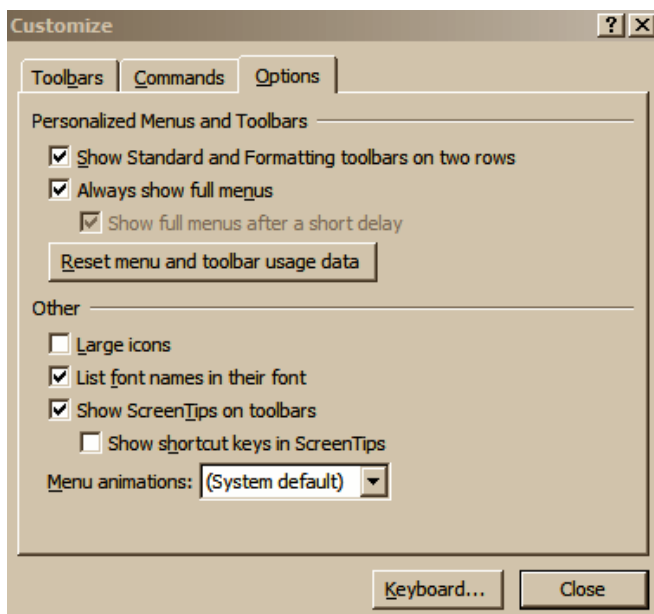 Customize
Toolbars Commands Options
Personalized Menus and Toolbars
Show Standard and Formatting toolbars on two rows
Always show full menus
Show full menus after a short delay
Reset menu and toolbar usage data
Other
Large icons
List font names in their font
Show ScreenTips on toolbars
Show shortcut keys in ScreenTips
Menu animations: (System default)
Keyboard... Close